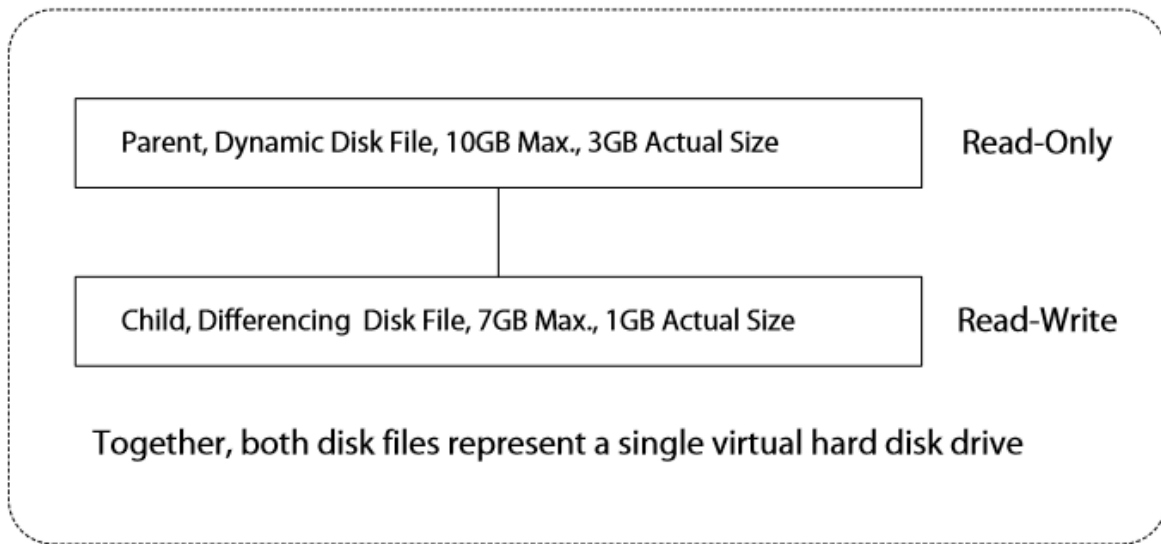 Parent, Dynamic Disk File, 10GB Max., 3GB Actual Size
Read-Only
Child, Differencing Disk File, 7GB Max., 1GB Actual Size
Read-Write
Together, both disk files represent a single virtual hard disk drive